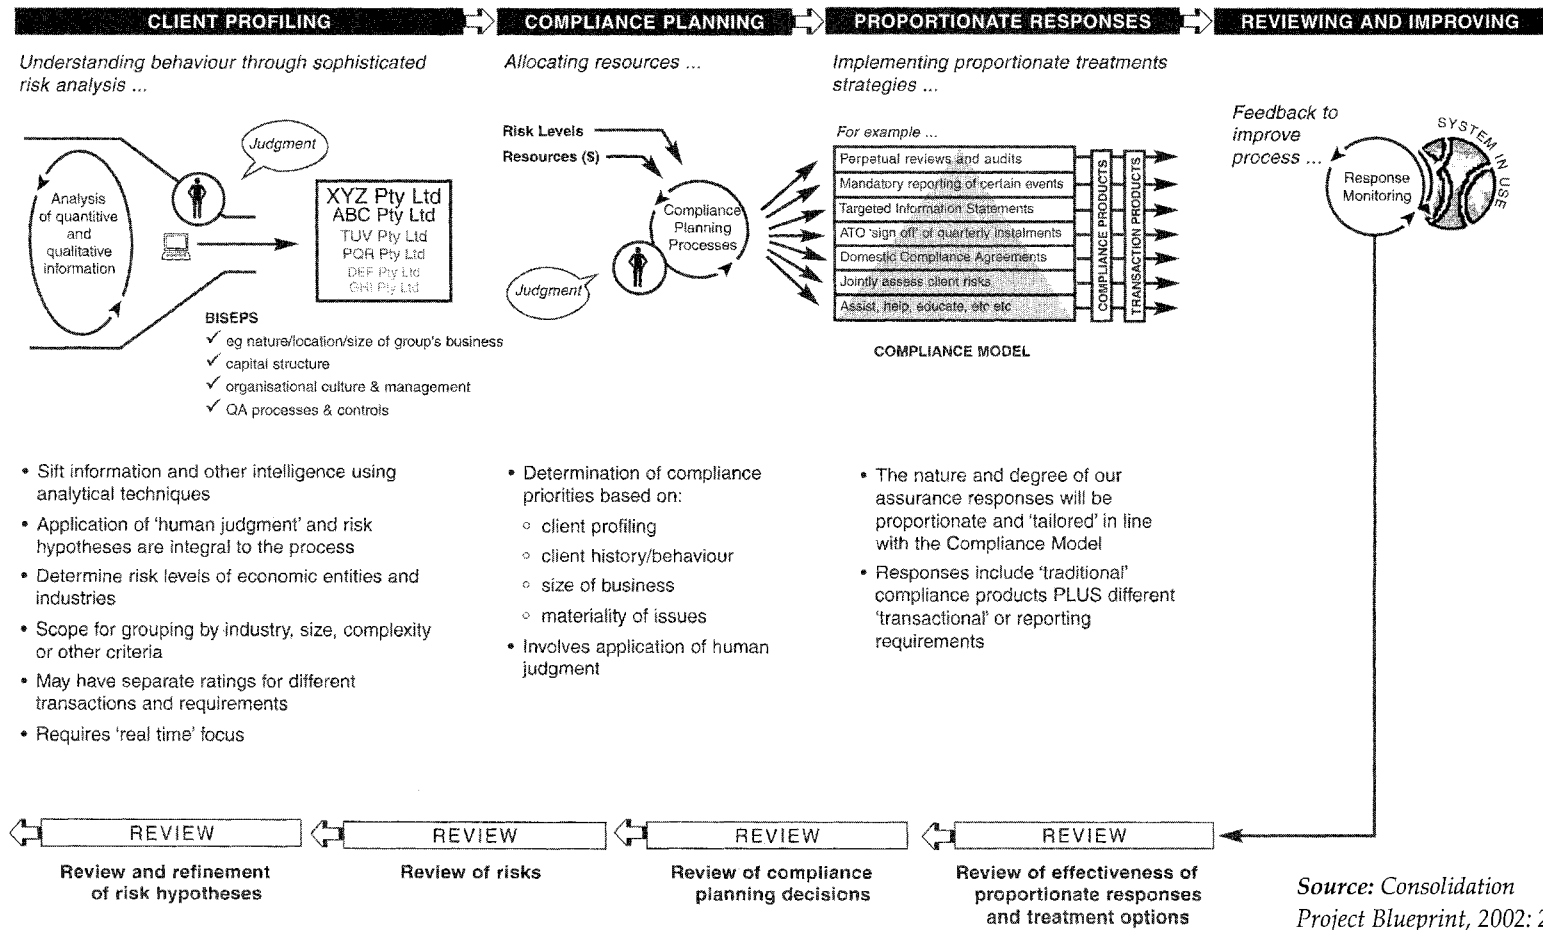 CLIENT PROFILING
COMPLIANCE PLANNING
PROPORTIONATE RESPONSES
REVIEWING AND IMPROVING
Understanding behaviour through sophisticated
risk analysis ...
Judgment
Analysis
of quantitive
and
qualitative
information
XYZ Pty Ltd
ABC Pty Ltd
TUV Pty Ltd
PQR Pty Ltd
DEF Pty Ltd
GHI Pty Ltd
BISEPS
✓ eg nature/location/size of group's business
✓ capital structure
✓ organisational culture & management
✓ QA processes & controls
Allocating resources ...
Risk Levels
Resources ($)
Compliance
Planning
Processes
Judgment
Implementing proportionate treatments
strategies ...
For example ...
Perpetual reviews and audits
Mandatory reporting of certain events
Targeted Information Statements
ATO 'sign off' of quarterly instalments
Domestic Compliance Agreements
Jointly assess client risks
Assist, help, educate, etc etc
COMPLIANCE PRODUCTS
TRANSACTION PRODUCTS
COMPLIANCE MODEL
Feedback to
improve
process ...
Response
Monitoring
SYSTEM IN USE
• Sift information and other intelligence using
analytical techniques
• Application of 'human judgment' and risk
hypotheses are integral to the process
• Determine risk levels of economic entities and
industries
• Scope for grouping by industry, size, complexity
or other criteria
• May have separate ratings for different
transactions and requirements
• Requires 'real time' focus
• Determination of compliance
priorities based on:
○ client profiling
○ client history/behaviour
○ size of business
○ materiality of issues
• Involves application of human
judgment
• The nature and degree of our
assurance responses will be
proportionate and 'tailored' in line
with the Compliance Model
• Responses include 'traditional'
compliance products PLUS different
'transactional' or reporting
requirements
REVIEW
Review and refinement
of risk hypotheses
REVIEW
Review of risks
REVIEW
Review of compliance
planning decisions
REVIEW
Review of effectiveness of
proportionate responses
and treatment options
Source: Consolidation
Project Blueprint, 2002: